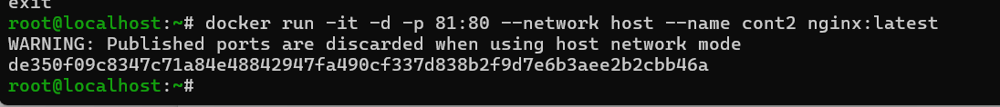 exit
root@localhost:~# docker run -it -d -p 81:80 --network host --name cont2 nginx:latest
WARNING: Published ports are discarded when using host network mode
de350f09c8347c71a84e48842947fa490cf337d838b2f9d7e6b3aee2b2cbb46a
root@localhost:~#